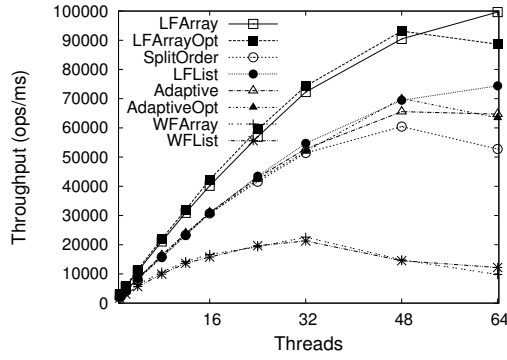 Throughput (ops/ms)
100000
90000
80000
70000
60000
50000
40000
30000
20000
10000
0
LFArray
LFArrayOpt
SplitOrder
LFList
Adaptive
AdaptiveOpt
WFArray
WFList
16
32
48
64
Threads